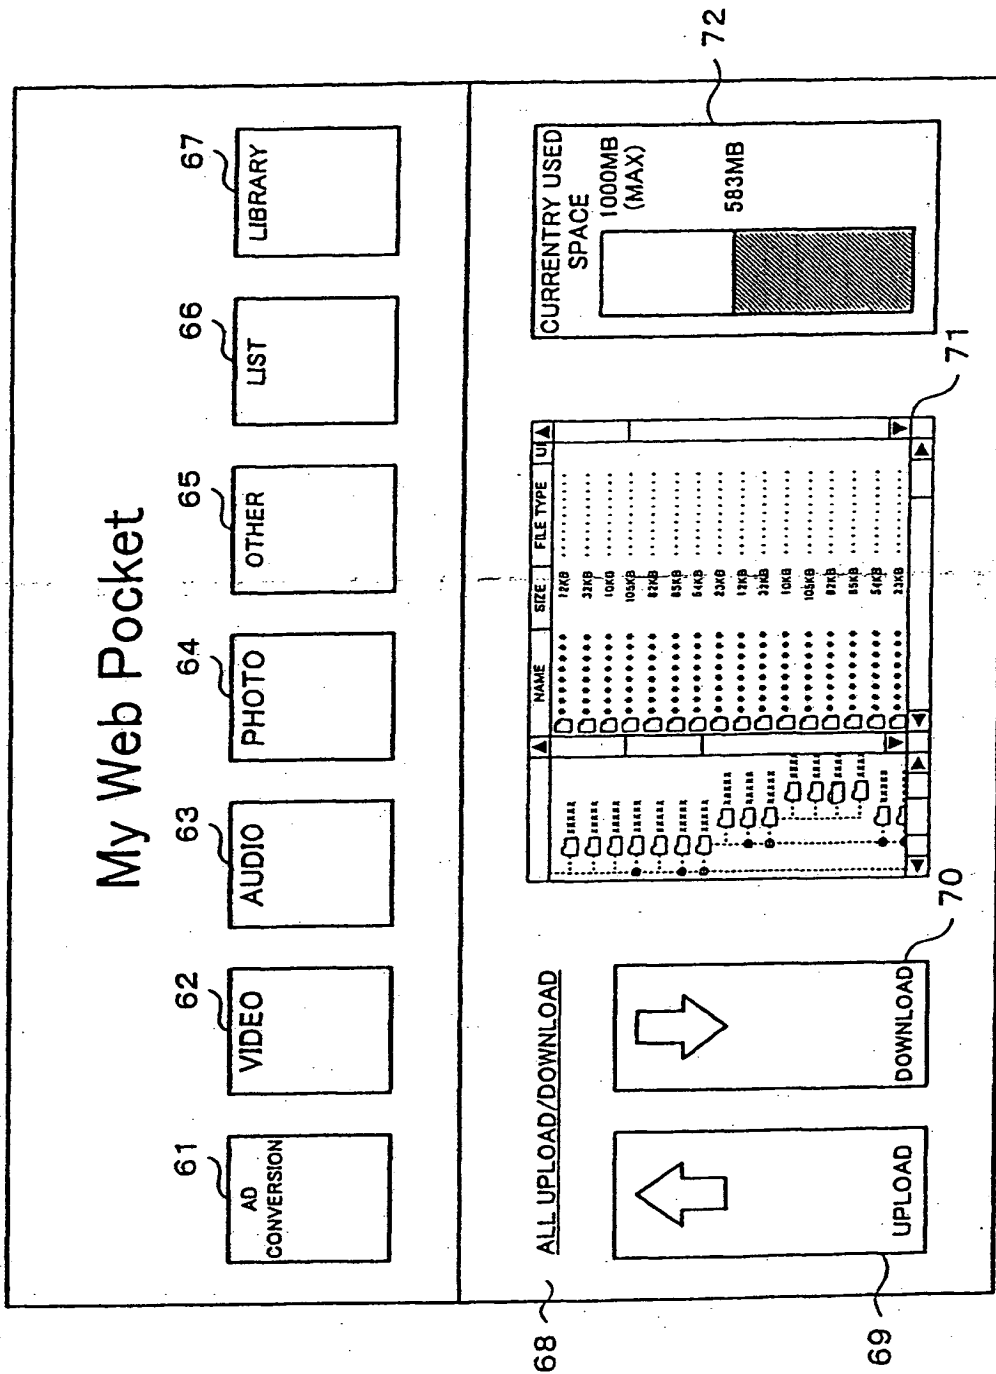 My Web Pocket
61 62 63 64 65 66 67
AD CONVERSION
VIDEO
AUDIO
PHOTO
OTHER
LIST
LIBRARY
68
ALL UPLOAD/DOWNLOAD
UPLOAD
69
DOWNLOAD
70
NAME SIZE FILE TYPE
12KB
32KB
10KB
105KB
82KB
85KB
54KB
23KB
12KB
32KB
10KB
105KB
82KB
85KB
54KB
23KB
71
CURRENTRY USED
SPACE
1000MB
(MAX)
583MB
72